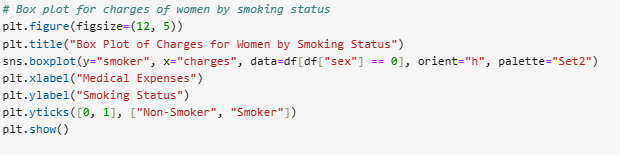 # Box plot for charges of women by smoking status
plt.figure(figsize=(12, 5))
plt.title("Box Plot of Charges for Women by Smoking Status")
sns.boxplot(y="smoker", x="charges", data=df[df["sex"] == 0], orient="h", palette="Set2")
plt.xlabel("Medical Expenses")
plt.ylabel("Smoking Status")
plt.yticks([0, 1], ["Non-Smoker", "Smoker"])
plt.show()